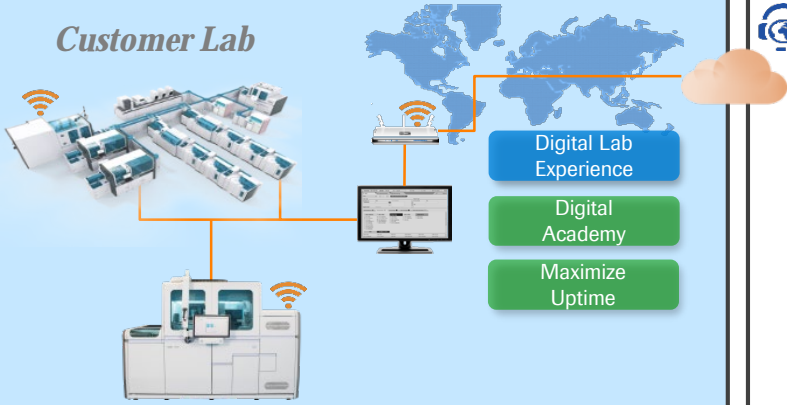 Customer Lab
Digital Lab
Experience
Digital
Academy
Maximize
Uptime